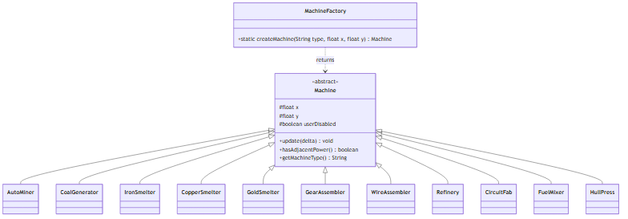 MachineFactory
+static createMachine(String type, float x, float y) : Machine
returns
«abstract»
Machine
#float x
#float y
#boolean userDisabled
+update(delta) : void
+hasAdjacentPower() : boolean
+getMachineType() : String
AutoMiner
CoalGenerator
IronSmelter
CopperSmelter
GoldSmelter
GearAssembler
WireAssembler
Refinery
CircuitFab
FuelMixer
HullPress